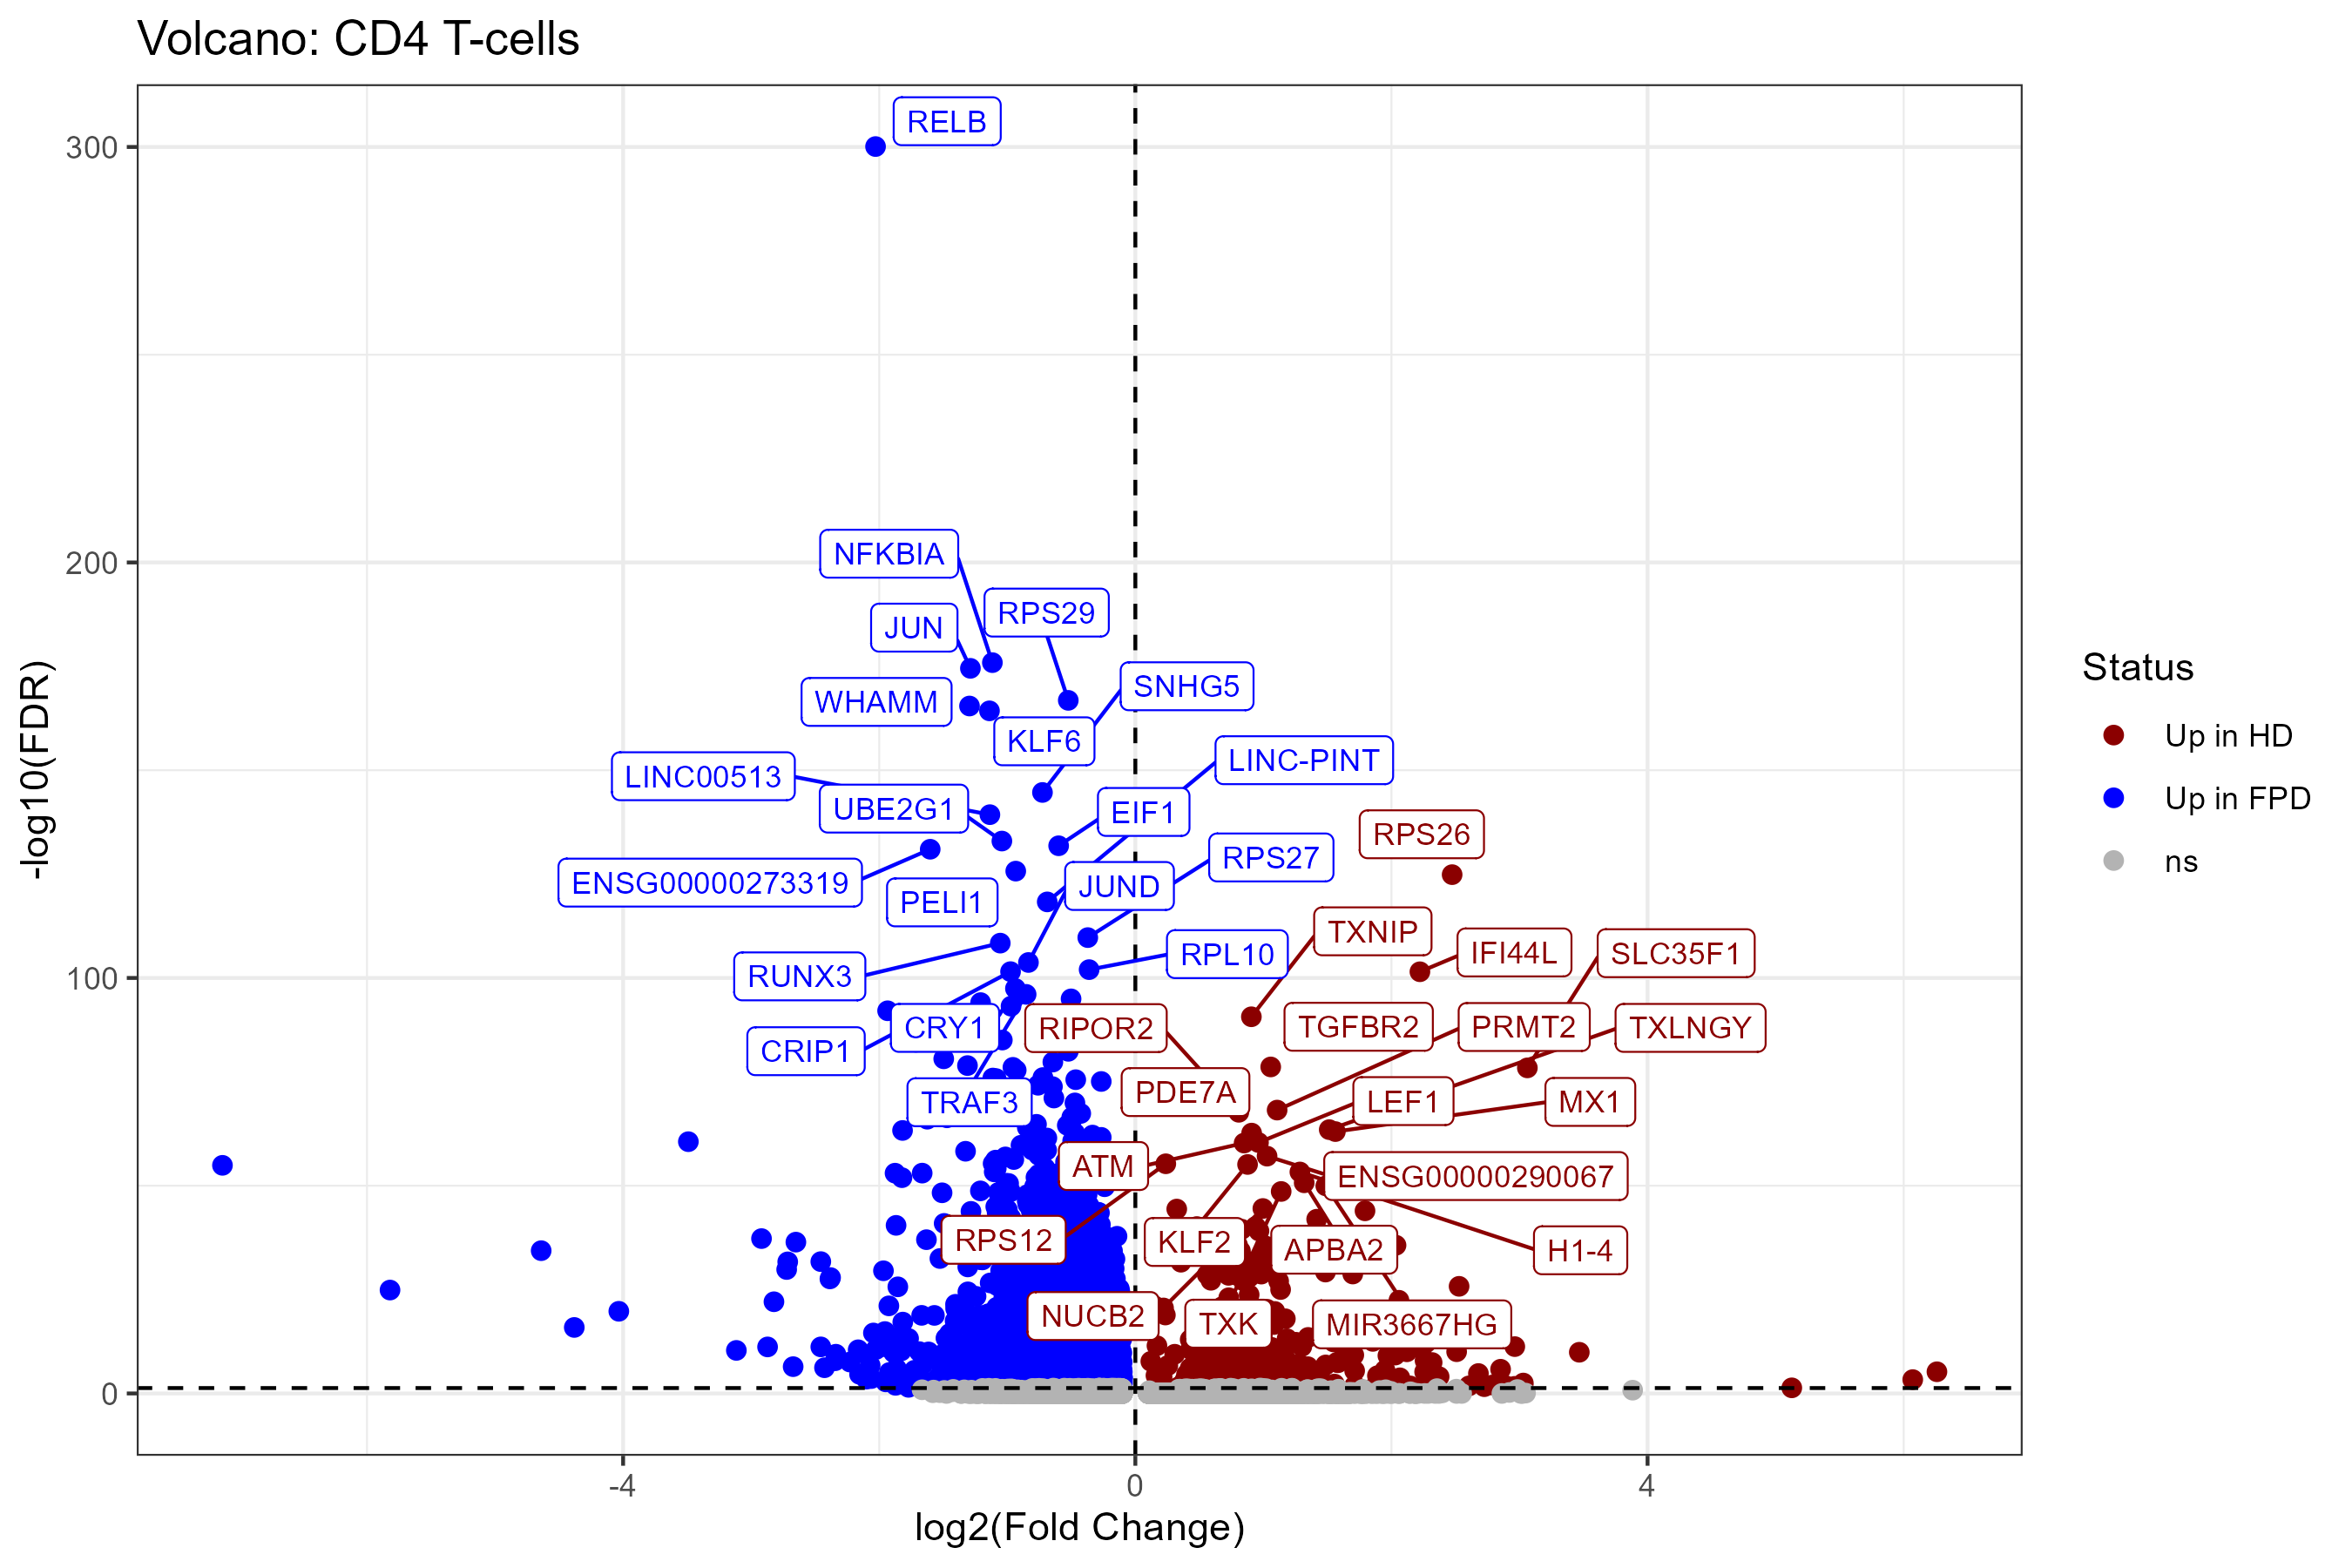 Volcano: CD4 T-cells
-log10(FDR)
300
200
100
0
RELB
NFKBIA
RPS29
JUN
SNHG5
WHAMM
KLF6
LINC-PINT
LINC00513
UBE2G1
EIF1
RPS26
RPS27
ENSG00000273319
JUND
PELI1
TXNIP
IFI44L
SLC35F1
RPL10
RUNX3
CRY1
RIPOR2
TGFBR2
PRMT2
TXLNGY
CRIP1
PDE7A
TRAF3
LEF1
MX1
ATM
ENSG00000290067
RPS12
KLF2
APBA2
H1-4
NUCB2
TXK
MIR3667HG
-4
0
4
log2(Fold Change)
Status
Up in HD
Up in FPD
ns